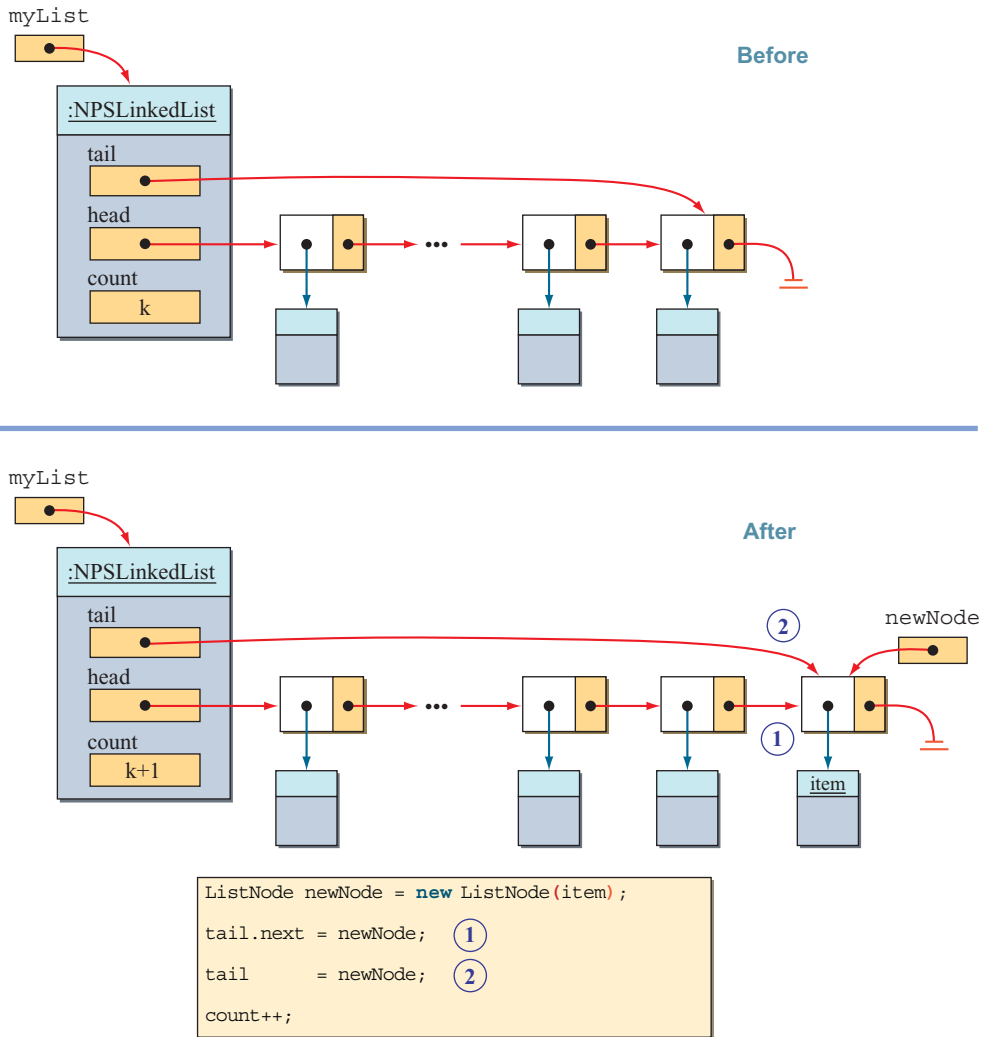 myList
Before
:NPSLinkedList
tail
head
•••
count
k
myList
After
:NPSLinkedList
tail
2
newNode
head
•••
1
count
k+1
item
ListNode newNode = new ListNode(item);
tail.next = newNode; 1
tail = newNode; 2
count++;